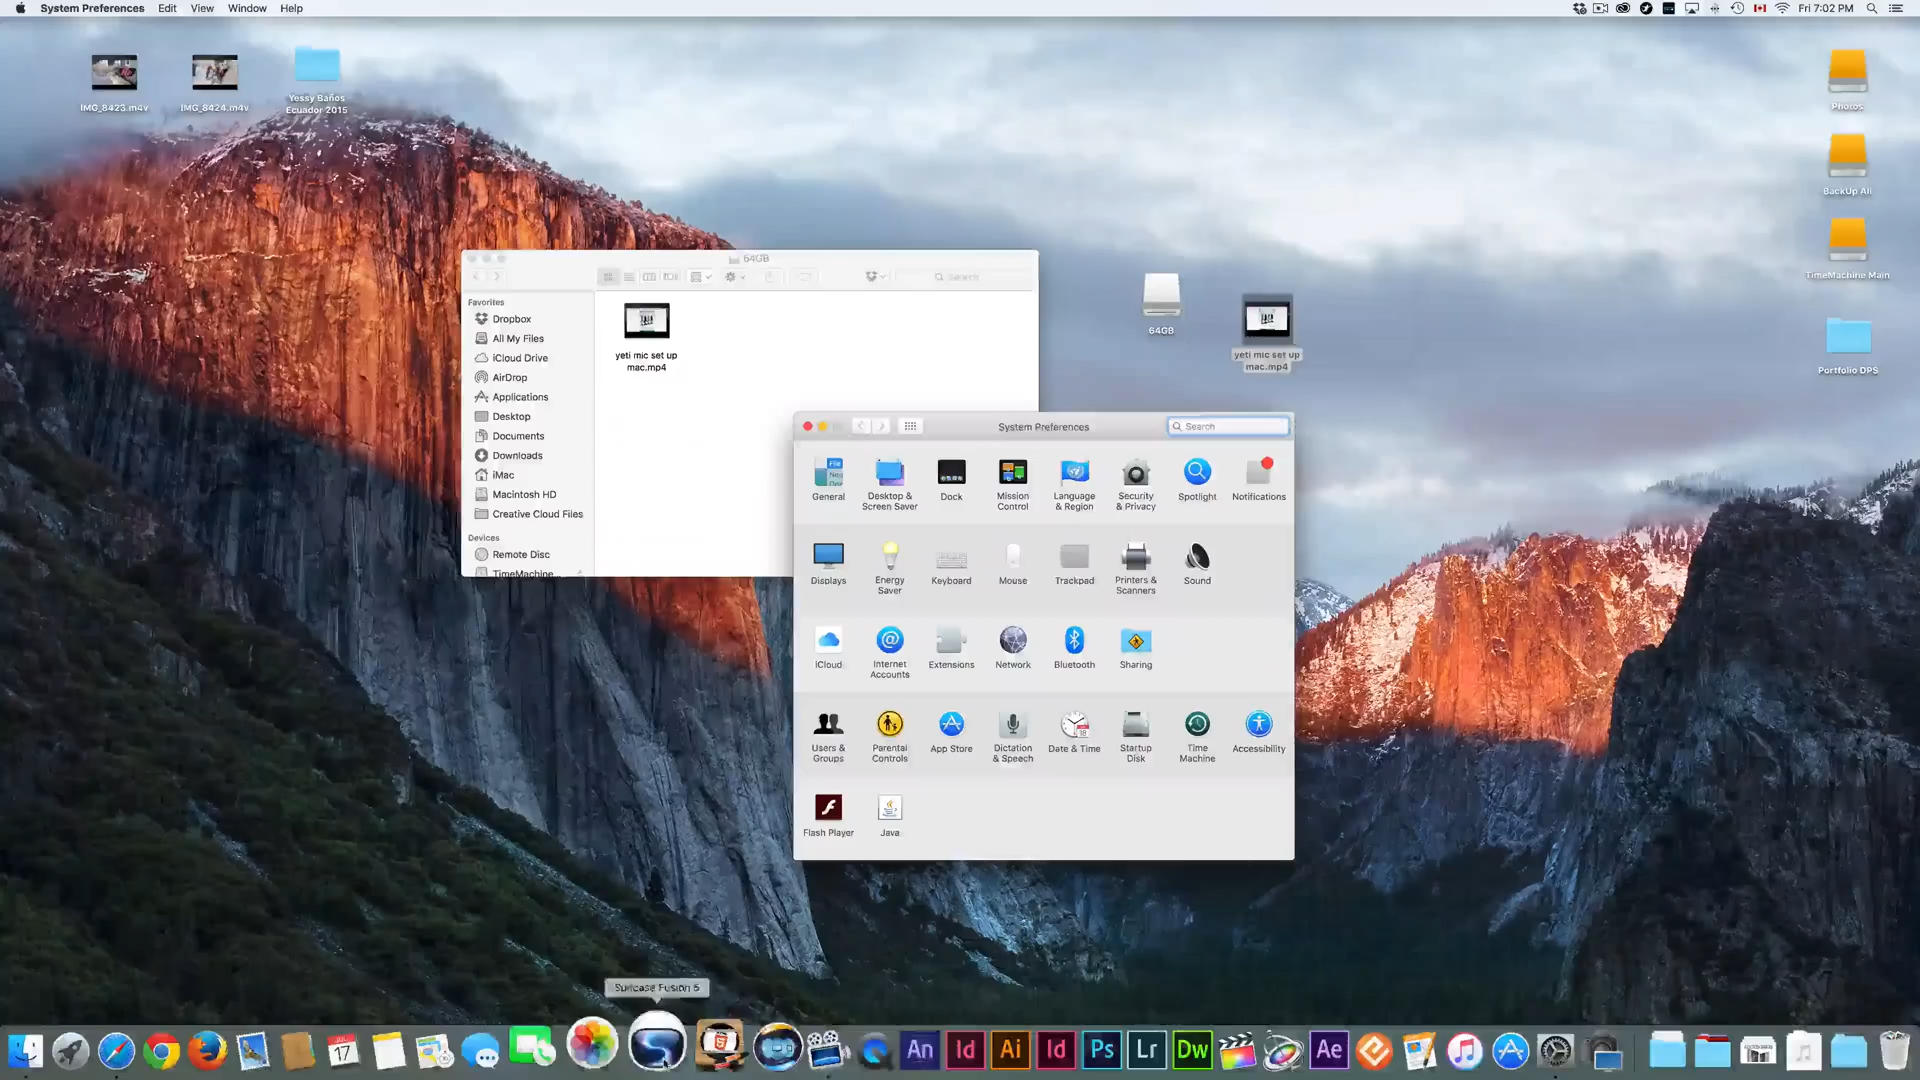 System Preferences Edit View Window Help
Fri 7:02 PM
IMG_8423.m4v
IMG_8424.m4v
Yessy Baños
Ecuador 2015
Photos
BackUp All
TimeMachine Main
Portfolio DPS
64GB
Search
Favorites
Dropbox
All My Files
iCloud Drive
AirDrop
Applications
Desktop
Documents
Downloads
iMac
Macintosh HD
Creative Cloud Files
Devices
Remote Disc
TimeMachine...
yeti mic set up
mac.mp4
64GB
yeti mic set up
mac.mp4
System Preferences
Search
General
Desktop &
Screen Saver
Dock
Mission
Control
Language
& Region
Security
& Privacy
Spotlight
Notifications
Displays
Energy
Saver
Keyboard
Mouse
Trackpad
Printers &
Scanners
Sound
iCloud
Internet
Accounts
Extensions
Network
Bluetooth
Sharing
Users &
Groups
Parental
Controls
App Store
Dictation
& Speech
Date & Time
Startup
Disk
Time
Machine
Accessibility
Flash Player
Java
Suitcase Fusion 6
JUL
17
An
Id
Ai
Id
Ps
Lr
Dw
Ae